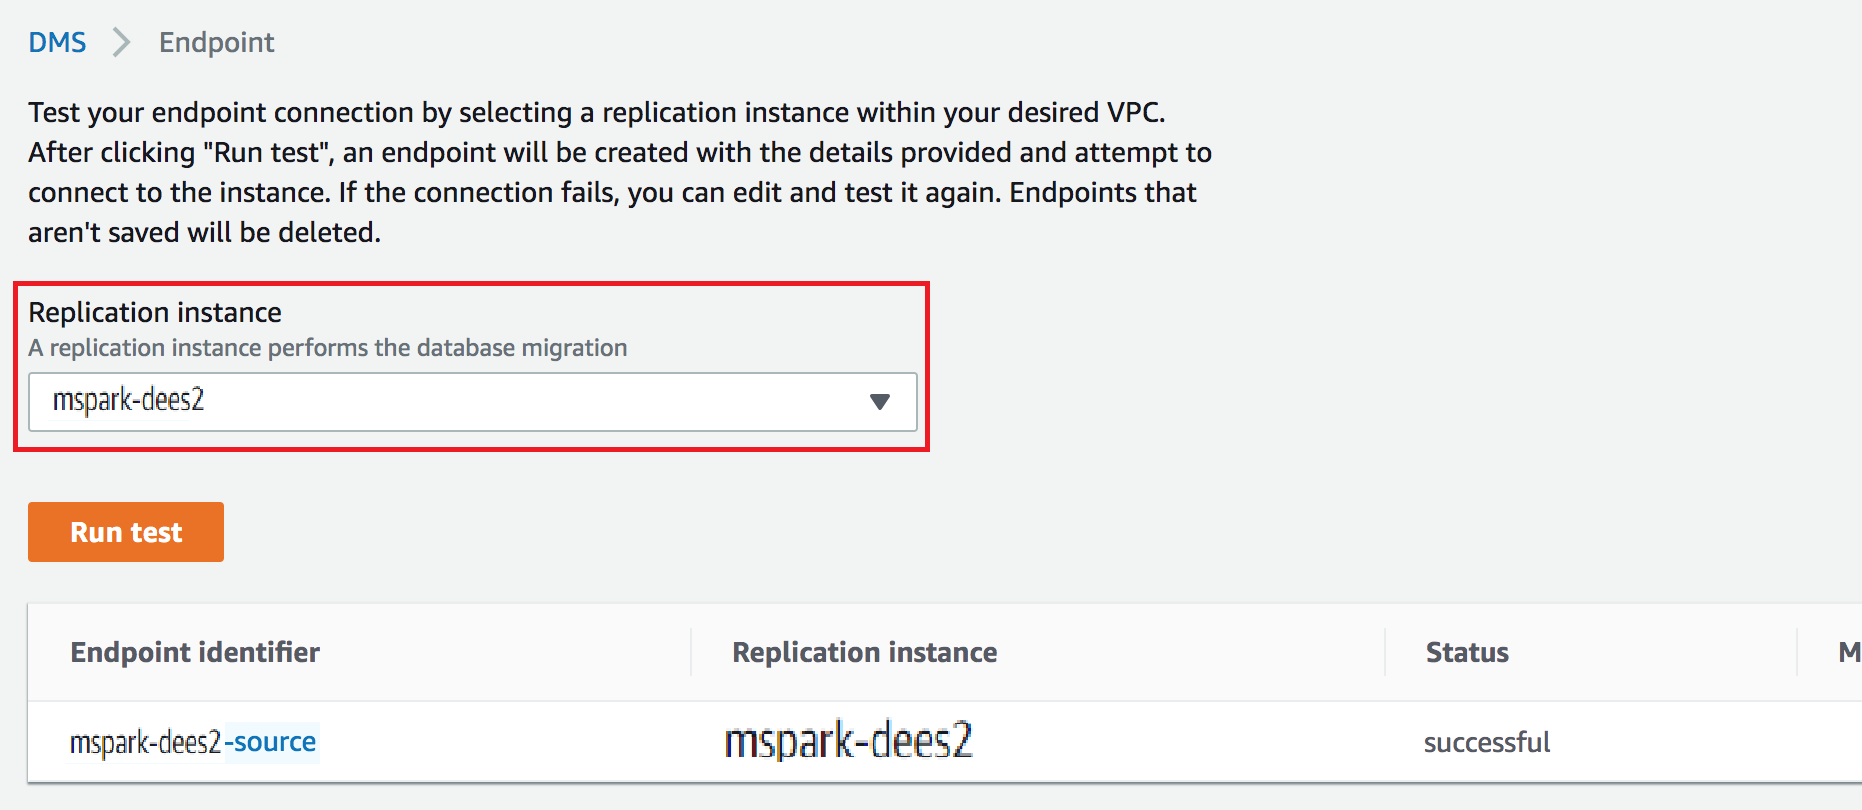 DMS > Endpoint
Test your endpoint connection by selecting a replication instance within your desired VPC.
After clicking "Run test", an endpoint will be created with the details provided and attempt to
connect to the instance. If the connection fails, you can edit and test it again. Endpoints that
aren't saved will be deleted.
Replication instance
A replication instance performs the database migration
mspark-dees2
Run test
Endpoint identifier Replication instance Status M
mspark-dees2-source mspark-dees2 successful